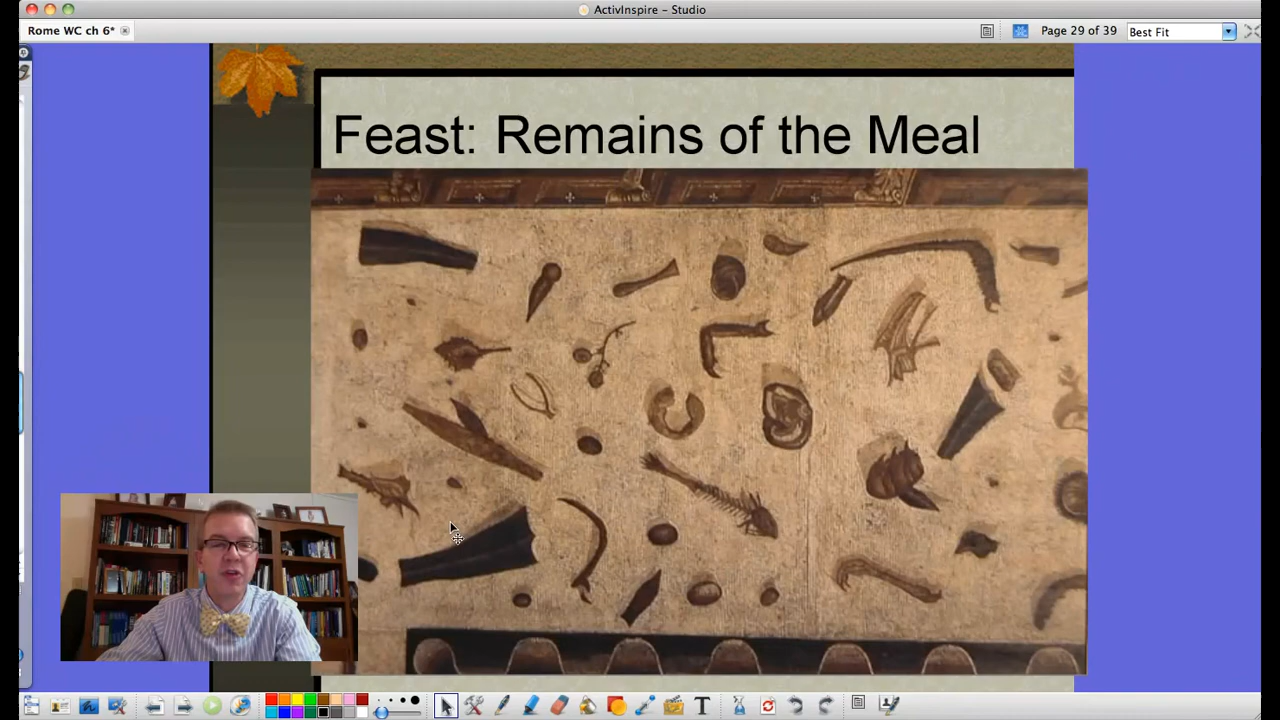 ActivInspire – Studio
Rome WC ch 6*
Page 29 of 39
Best Fit
Feast: Remains of the Meal